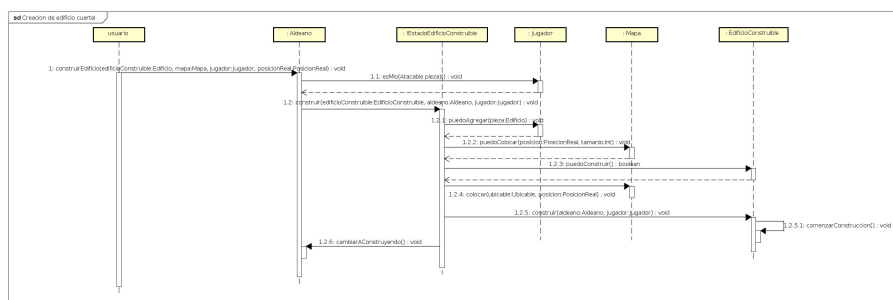 sd Creacion de edificio cuartel
usuario
: Aldeano
: IEstadoEdificioConstruible
: Jugador
: Mapa
: EdificioConstruible
1: construirEdificio(edificioConstruible:Edificio, mapa:Mapa, jugador:Jugador, posicionReal:PosicionReal) : void
1.1: esMio(Atacable pieza)() : void
1.2: construir(edificioConstruible:EdificioConstruible, aldeano:Aldeano, jugador:Jugador) : void
1.2.1: puedoAgregar(pieza:Edificio) : void
1.2.2: puedoColocar(posicion:PosicionReal, tamanio:int) : void
1.2.3: puedoConstruir() : boolean
1.2.4: colocar(ubicable:Ubicable, posicion:PosicionReal) : void
1.2.5: construir(aldeano:Aldeano, jugador:Jugador) : void
1.2.5.1: comenzarConstruccion() : void
1.2.6: cambiarAConstruyendo() : void